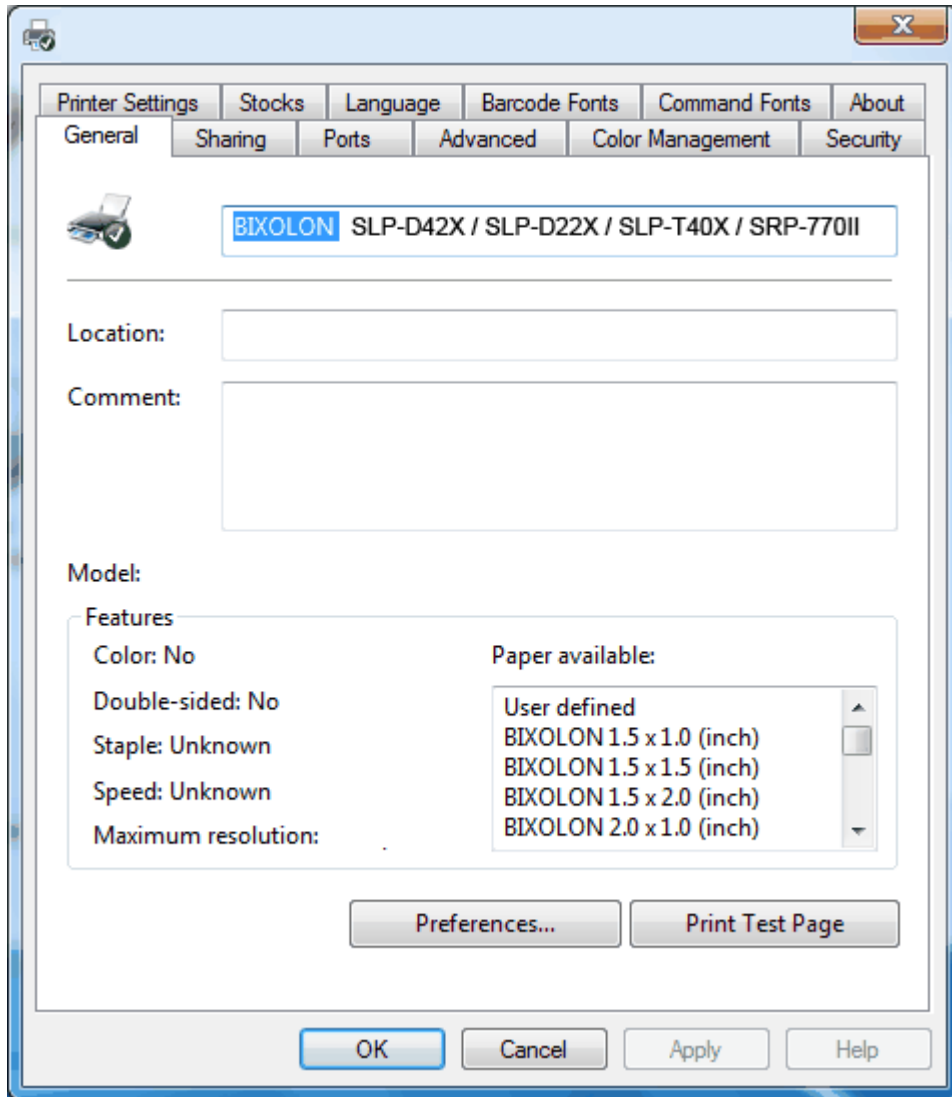 Printer Settings Stocks Language Barcode Fonts Command Fonts About
General Sharing Ports Advanced Color Management Security
BIXOLON SLP-D42X / SLP-D22X / SLP-T40X / SRP-770II
Location:
Comment:
Model:
Features
Color: No
Double-sided: No
Staple: Unknown
Speed: Unknown
Maximum resolution:
Paper available:
User defined
BIXOLON 1.5 x 1.0 (inch)
BIXOLON 1.5 x 1.5 (inch)
BIXOLON 1.5 x 2.0 (inch)
BIXOLON 2.0 x 1.0 (inch)
Preferences... Print Test Page
OK Cancel Apply Help